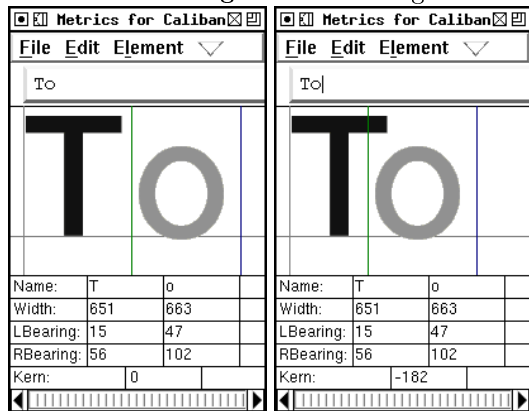 Metrics for Caliban
File Edit Element
To
To
Name: T o
Width: 651 663
LBearing: 15 47
RBearing: 56 102
Kern: 0
Metrics for Caliban
File Edit Element
To
To
Name: T o
Width: 651 663
LBearing: 15 47
RBearing: 56 102
Kern: -182